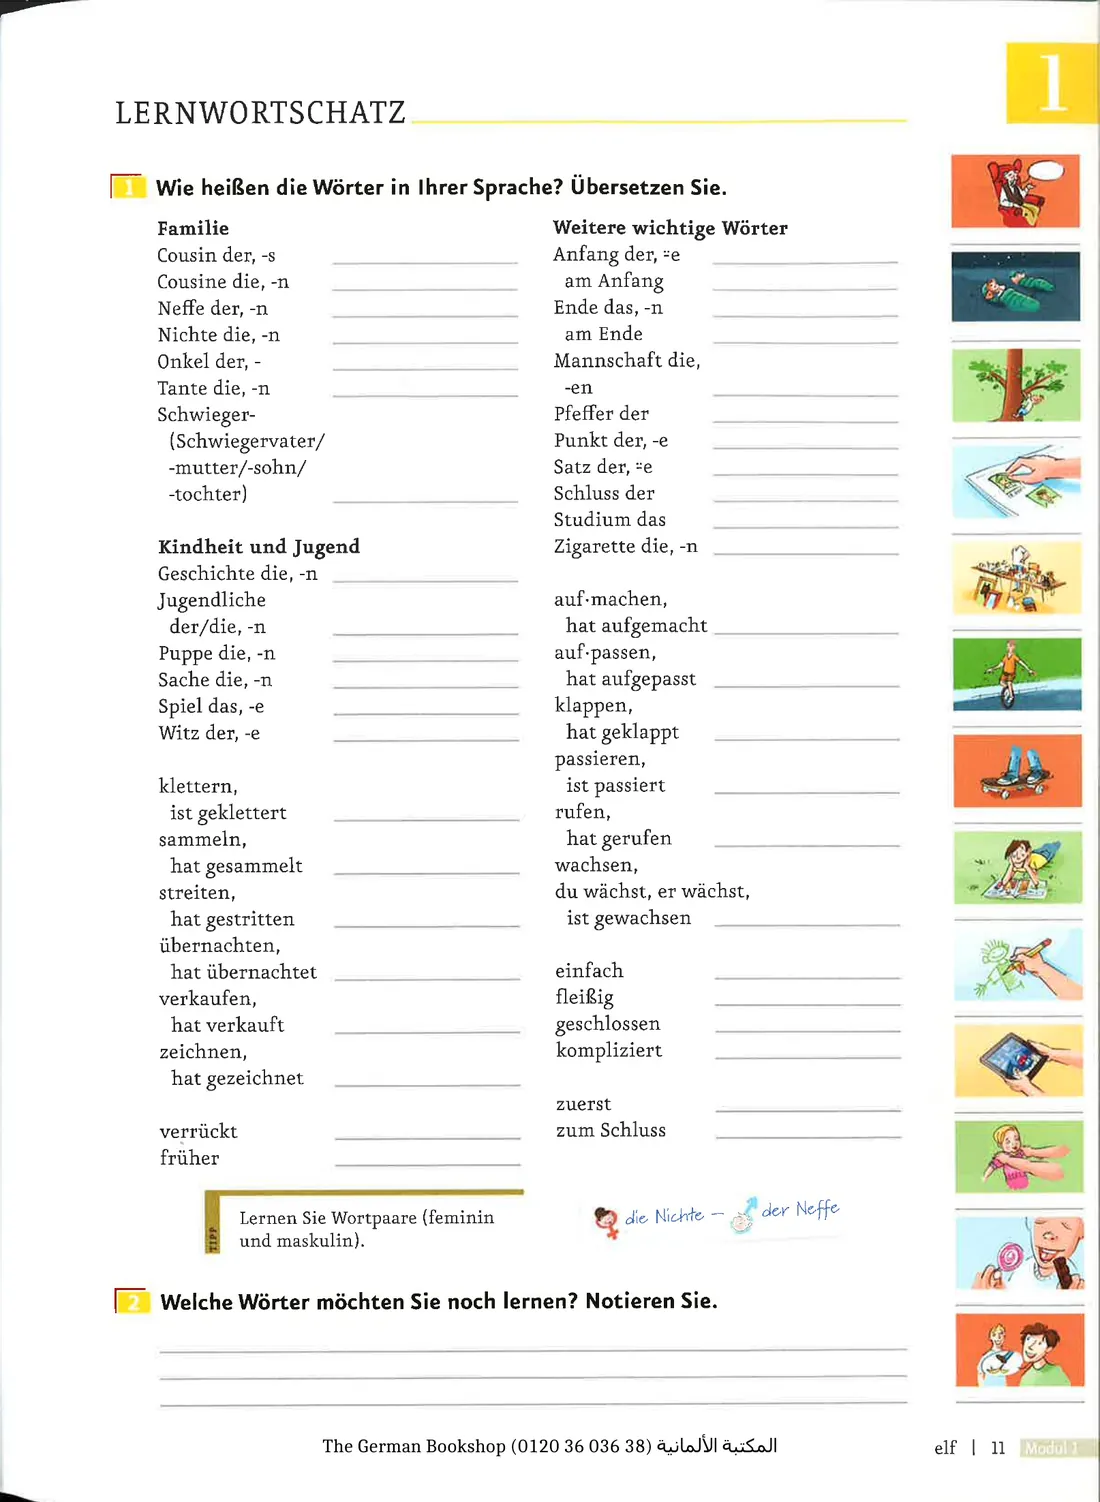 1
LERNWORTSCHATZ
1 Wie heißen die Wörter in Ihrer Sprache? Übersetzen Sie.
Familie
Cousin der, -s
Cousine die, -n
Neffe der, -n
Nichte die, -n
Onkel der, -
Tante die, -n
Schwieger-
(Schwiegervater/
-mutter/-sohn/
-tochter)
Kindheit und Jugend
Geschichte die, -n
Jugendliche
der/die, -n
Puppe die, -n
Sache die, -n
Spiel das, -e
Witz der, -e
klettern,
ist geklettert
sammeln,
hat gesammelt
streiten,
hat gestritten
übernachten,
hat übernachtet
verkaufen,
hat verkauft
zeichnen,
hat gezeichnet
verrückt
früher
Weitere wichtige Wörter
Anfang der, ⸚e
am Anfang
Ende das, -n
am Ende
Mannschaft die,
-en
Pfeffer der
Punkt der, -e
Satz der, ⸚e
Schluss der
Studium das
Zigarette die, -n
auf·machen,
hat aufgemacht
auf·passen,
hat aufgepasst
klappen,
hat geklappt
passieren,
ist passiert
rufen,
hat gerufen
wachsen,
du wächst, er wächst,
ist gewachsen
einfach
fleißig
geschlossen
kompliziert
zuerst
zum Schluss
TIPP
Lernen Sie Wortpaare (feminin
und maskulin).
die Nichte – der Neffe
2 Welche Wörter möchten Sie noch lernen? Notieren Sie.
The German Bookshop (0120 36 036 38) المكتبة الألمانية
elf | 11 Modul 1